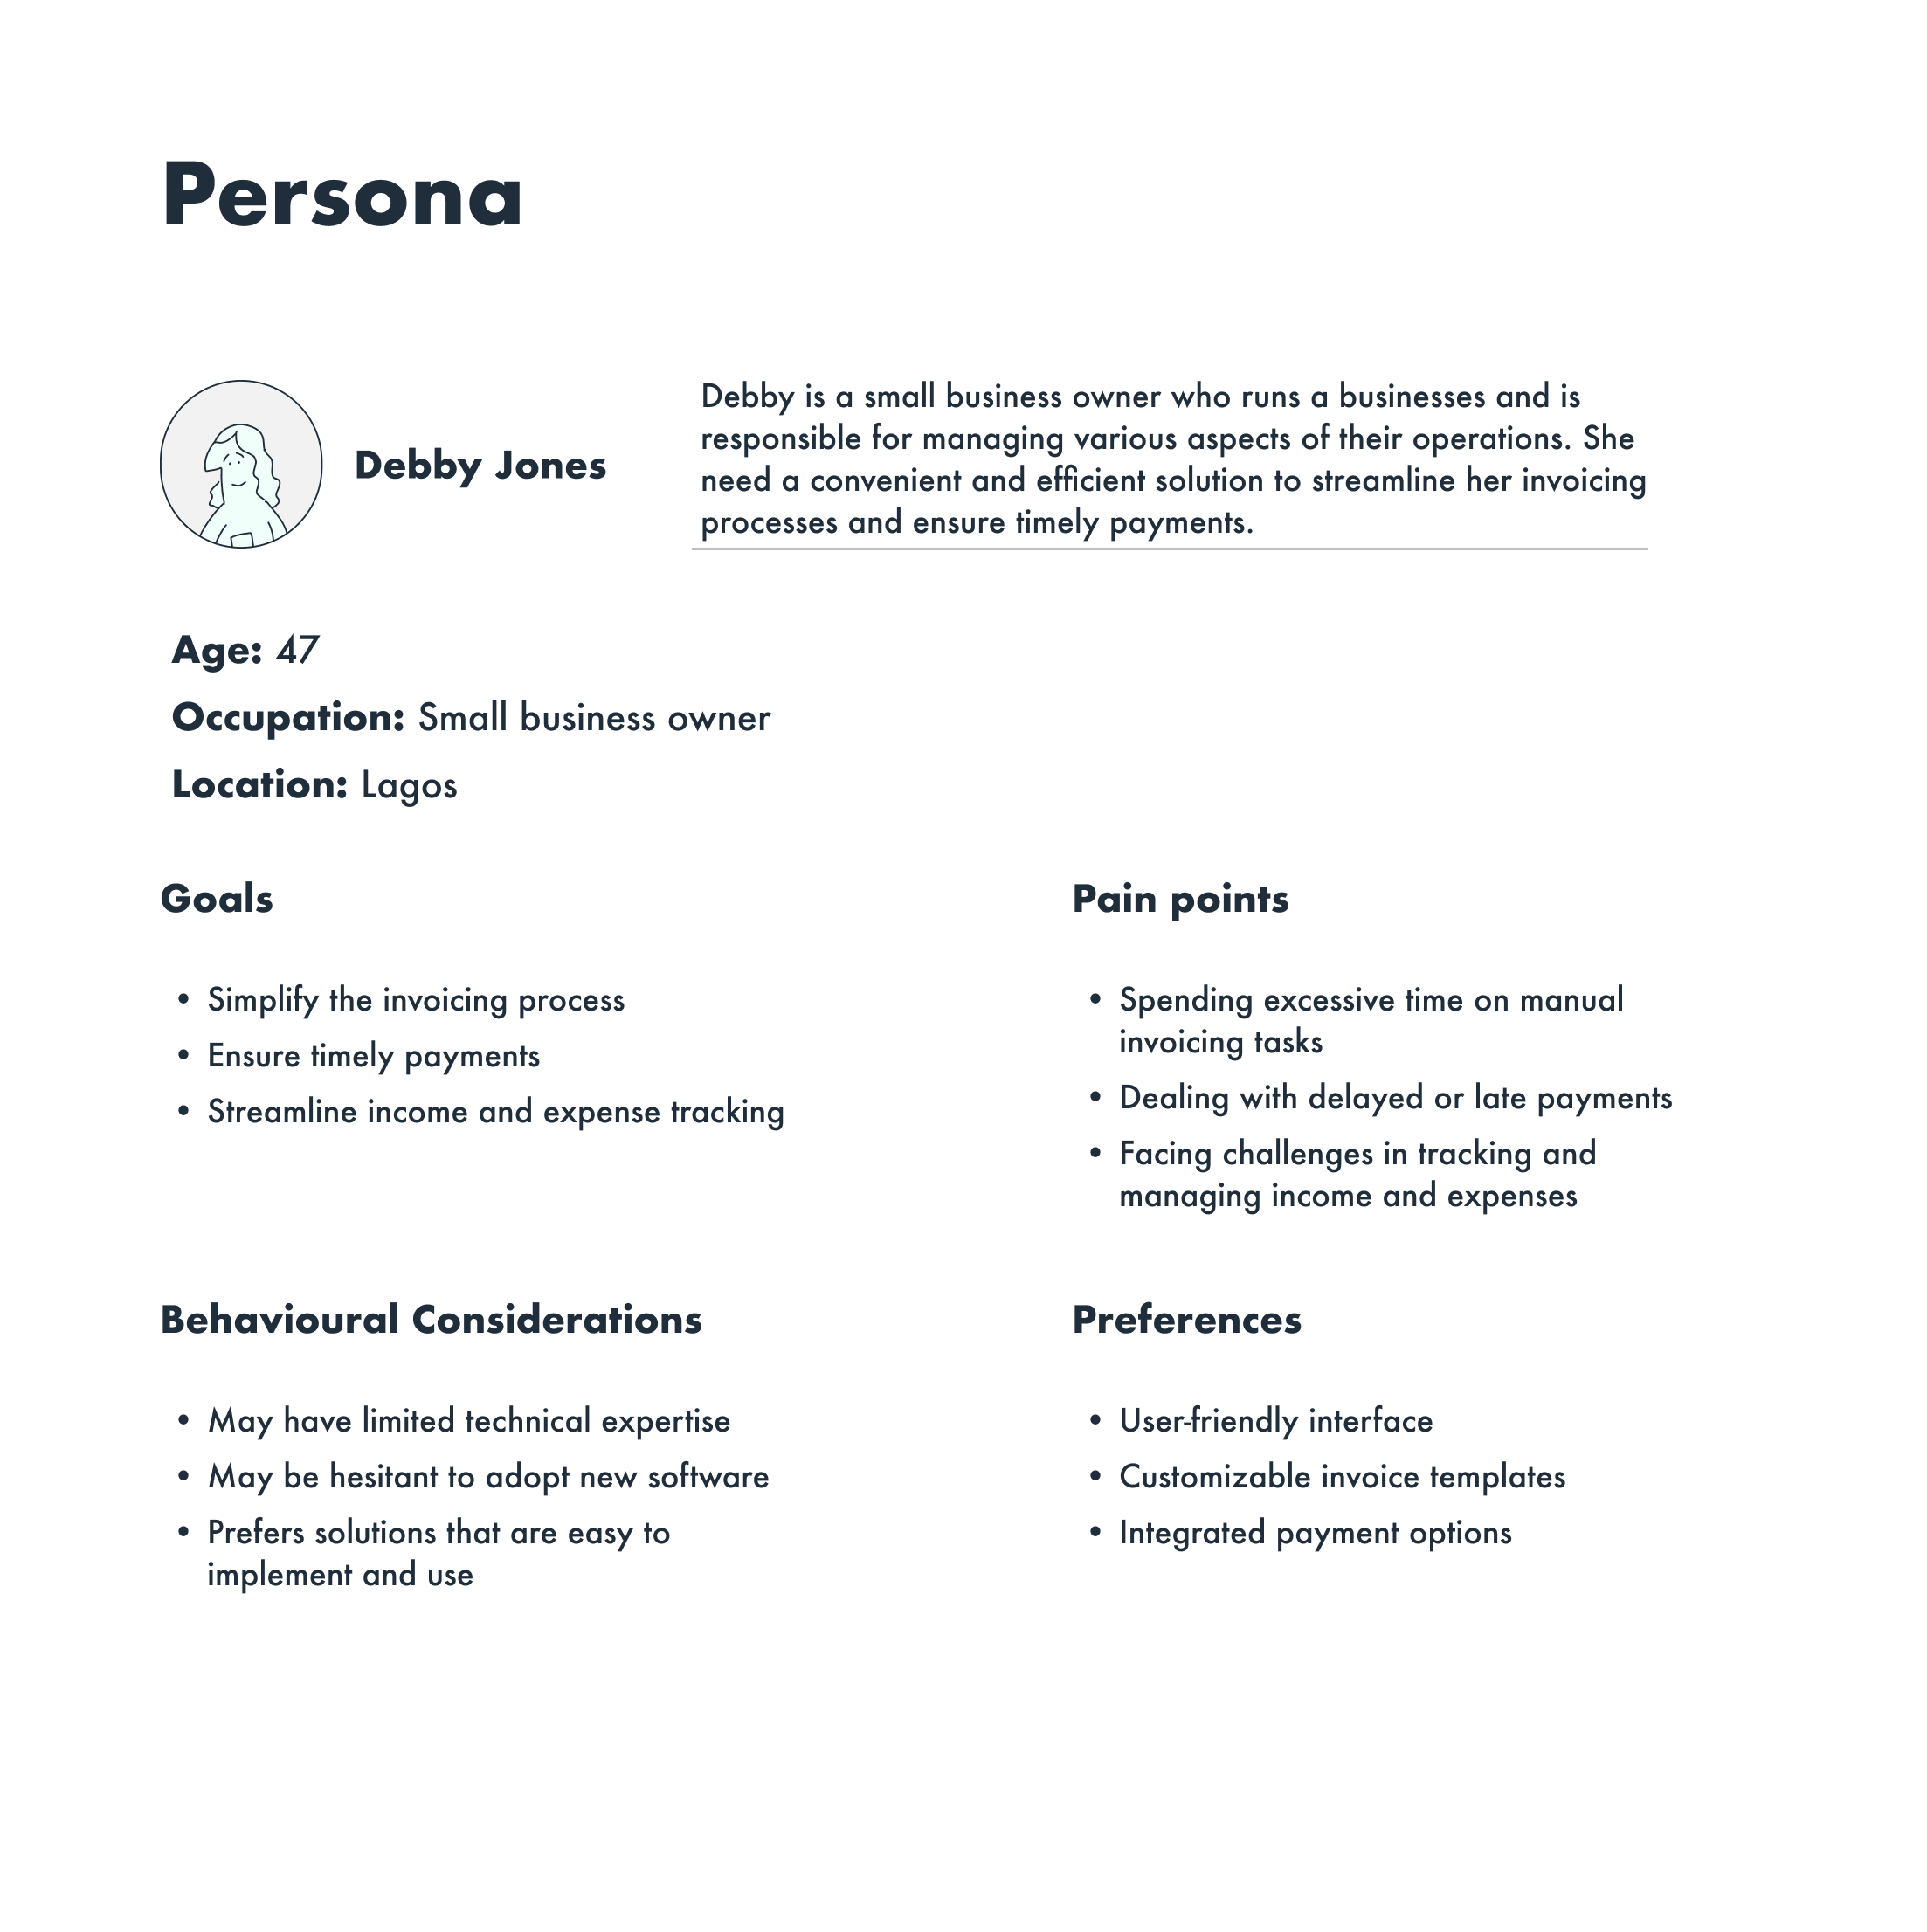 Persona
Debby Jones
Debby is a small business owner who runs a businesses and is
responsible for managing various aspects of their operations. She
need a convenient and efficient solution to streamline her invoicing
processes and ensure timely payments.
Age: 47
Occupation: Small business owner
Location: Lagos
Goals
• Simplify the invoicing process
• Ensure timely payments
• Streamline income and expense tracking
Pain points
• Spending excessive time on manual
invoicing tasks
• Dealing with delayed or late payments
• Facing challenges in tracking and
managing income and expenses
Behavioural Considerations
• May have limited technical expertise
• May be hesitant to adopt new software
• Prefers solutions that are easy to
implement and use
Preferences
• User-friendly interface
• Customizable invoice templates
• Integrated payment options